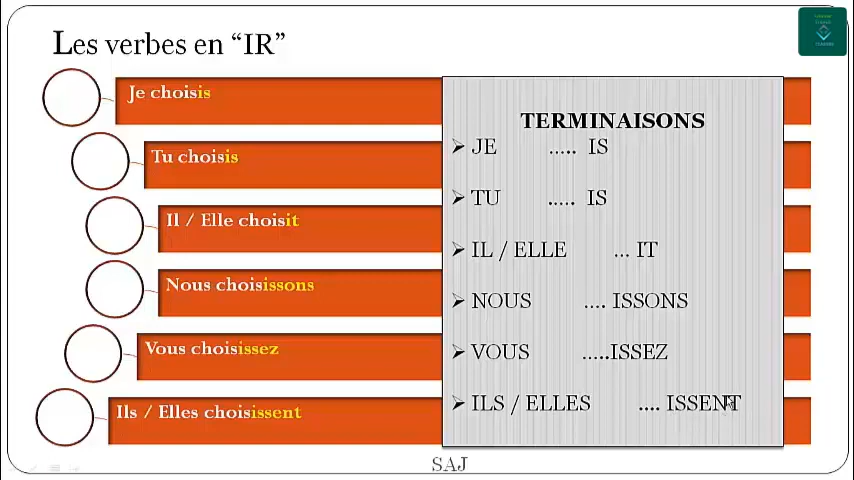 Les verbes en “IR”
Je choisis
Tu choisis
Il / Elle choisit
Nous choisissons
Vous choisissez
Ils / Elles choisissent
TERMINAISONS
JE ..... IS
TU ..... IS
IL / ELLE ... IT
NOUS .... ISSONS
VOUS .....ISSEZ
ILS / ELLES .... ISSENT
SAJ